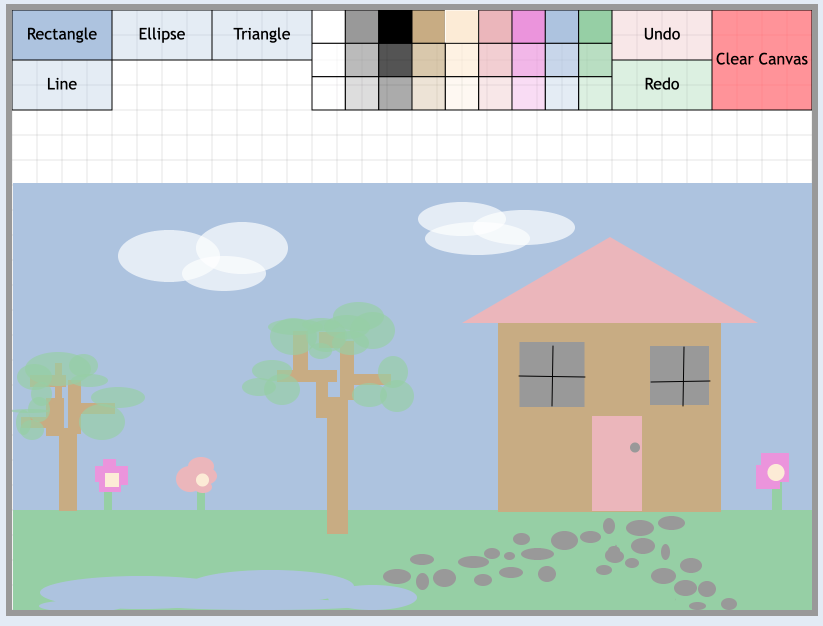 Rectangle
Ellipse
Triangle
Undo
Clear Canvas
Line
Redo